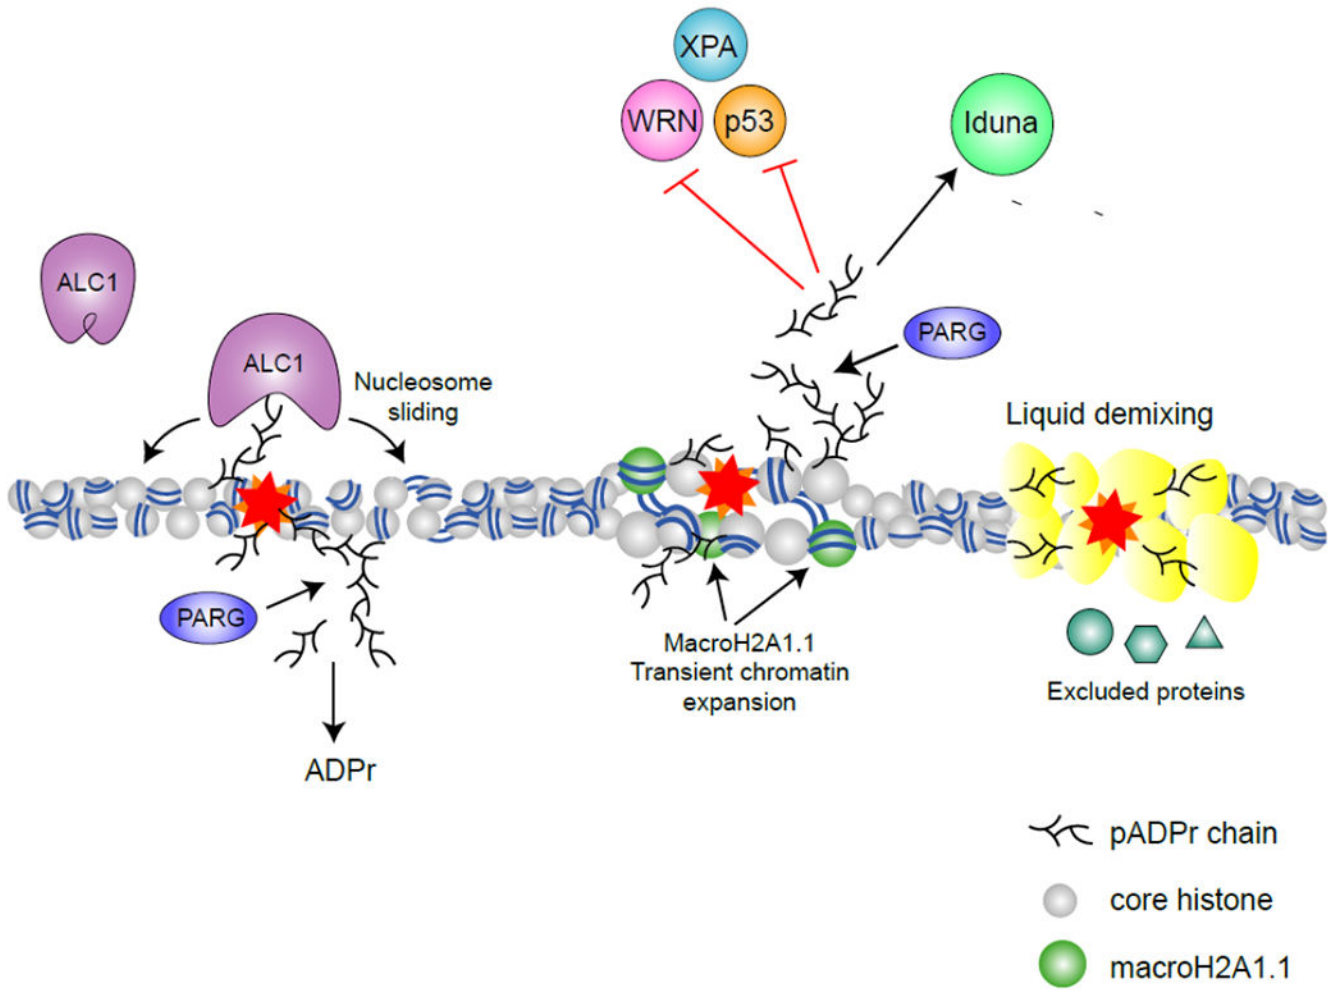 XPA
WRN
p53
Iduna
ALC1
ALC1
Nucleosome
sliding
PARG
Liquid demixing
PARG
MacroH2A1.1
Transient chromatin
expansion
Excluded proteins
ADPr
pADPr chain
core histone
macroH2A1.1